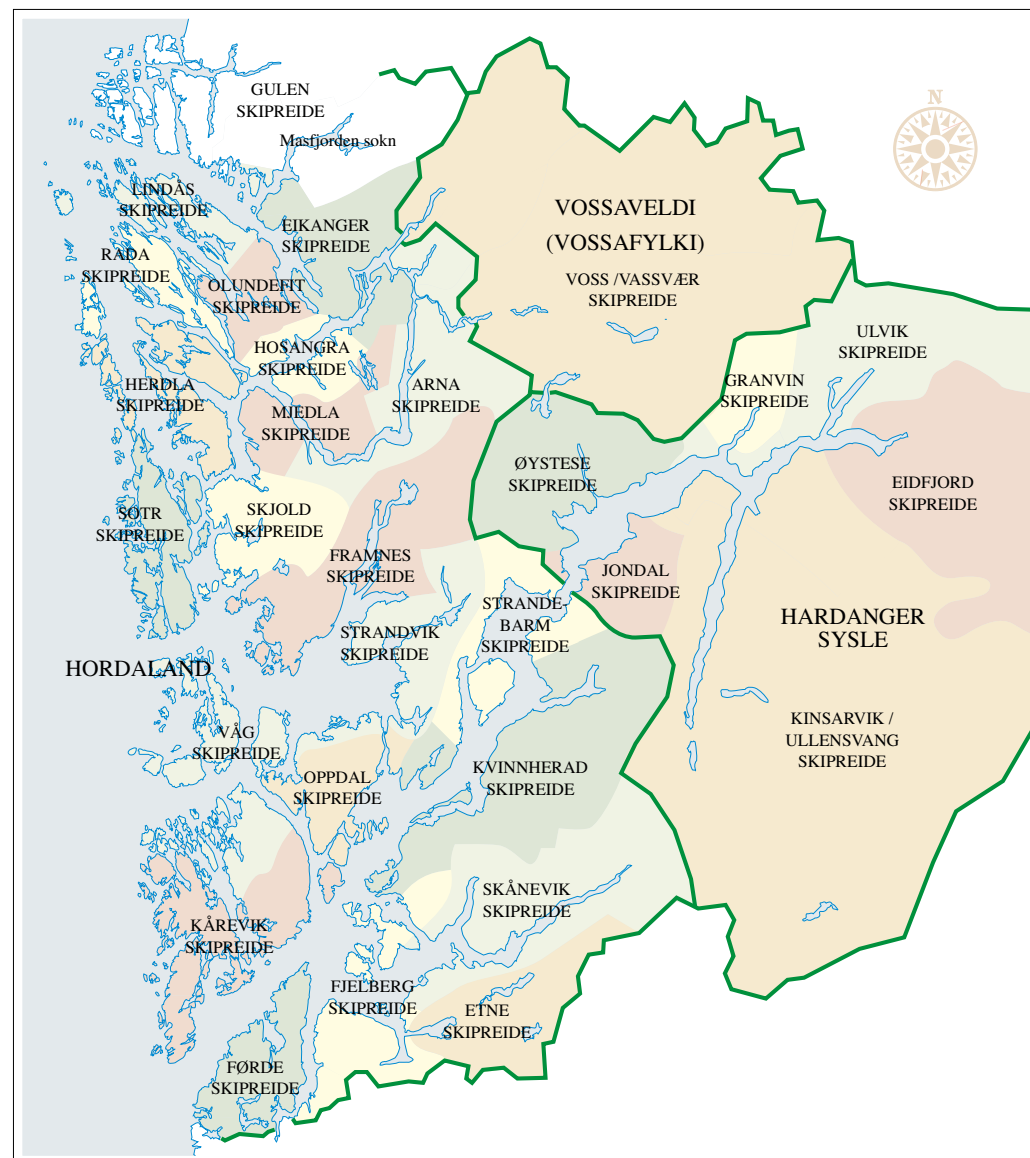 GULEN
SKIPREIDE
N
Masfjorden sokn
LINDÅS
SKIPREIDE
EIKANGER
SKIPREIDE
VOSSAVELDI
(VOSSAFYLKI)
VOSS /VASSVÆR
SKIPREIDE
RADA
SKIPREIDE
OLUNDEFIT
SKIPREIDE
HOSANGRA
SKIPREIDE
ULVIK
SKIPREIDE
HERDLA
SKIPREIDE
ARNA
SKIPREIDE
GRANVIN
SKIPREIDE
MJEDLA
SKIPREIDE
ØYSTESE
SKIPREIDE
EIDFJORD
SKIPREIDE
SOTR
SKIPREIDE
SKJOLD
SKIPREIDE
FRAMNES
SKIPREIDE
JONDAL
SKIPREIDE
STRANDE-
BARM
SKIPREIDE
HARDANGER
SYSLE
STRANDVIK
SKIPREIDE
HORDALAND
VÅG
SKIPREIDE
KINSARVIK /
ULLENSVANG
SKIPREIDE
OPPDAL
SKIPREIDE
KVINNHERAD
SKIPREIDE
SKÅNEVIK
SKIPREIDE
KÅREVIK
SKIPREIDE
FJELBERG
SKIPREIDE
ETNE
SKIPREIDE
FØRDE
SKIPREIDE